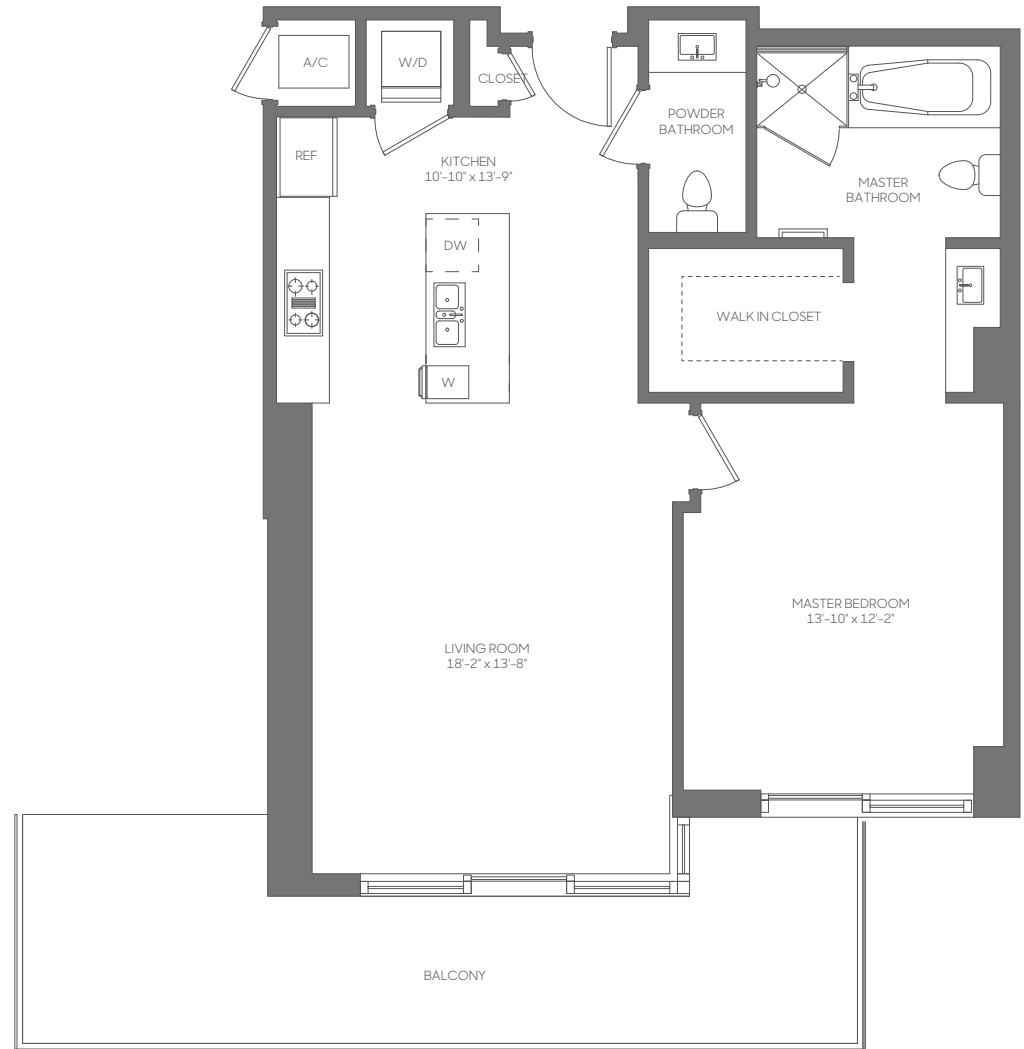 A/C
W/D
CLOSET
POWDER
BATHROOM
REF
KITCHEN
10'-10" x 13'-9"
MASTER
BATHROOM
DW
WALK IN CLOSET
W
MASTER BEDROOM
13'-10" x 12'-2"
LIVING ROOM
18'-2" x 13'-8"
BALCONY